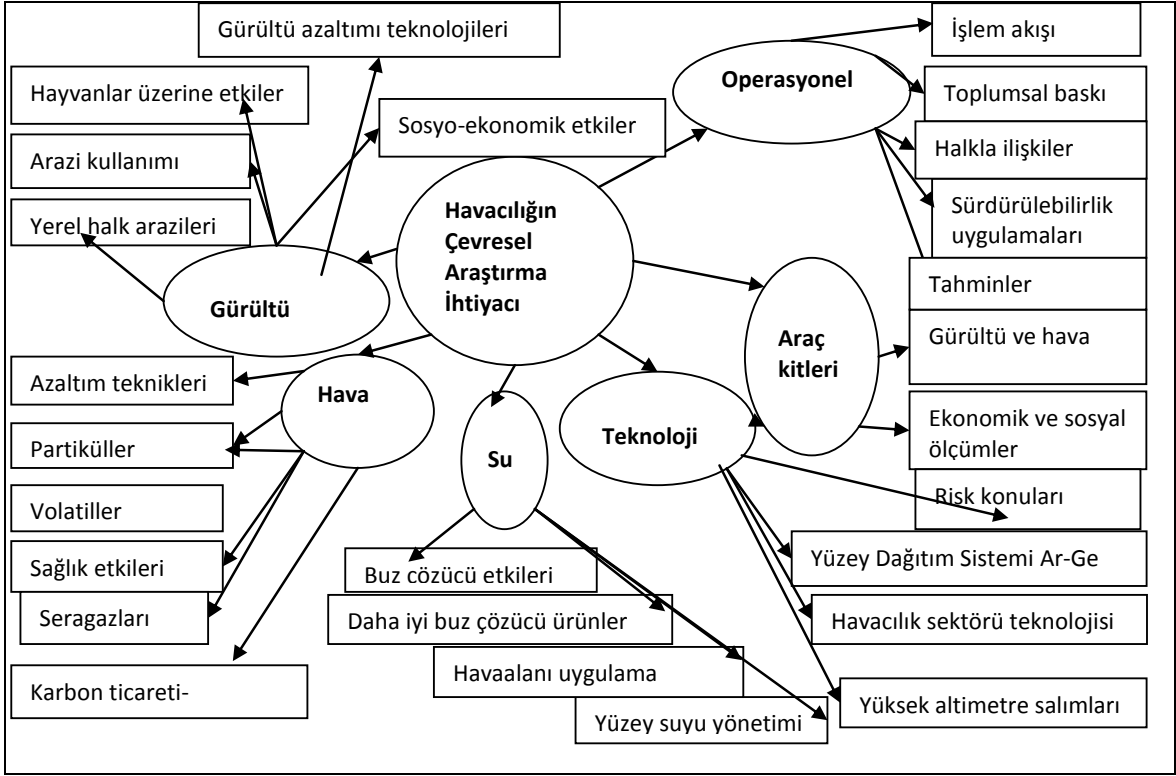 Gürültü azaltımı teknolojileri
İşlem akışı
Hayvanlar üzerine etkiler
Operasyonel
Toplumsal baskı
Sosyo-ekonomik etkiler
Arazi kullanımı
Halkla ilişkiler
Yerel halk arazileri
Havacılığın
Çevresel
Araştırma
İhtiyacı
Sürdürülebilirlik
uygulamaları
Gürültü
Tahminler
Araç
kitleri
Gürültü ve hava
Azaltım teknikleri
Hava
Ekonomik ve sosyal
ölçümler
Partiküller
Su
Teknoloji
Risk konuları
Volatiller
Sağlık etkileri
Buz cözücü etkileri
Yüzey Dağıtım Sistemi Ar-Ge
Seragazları
Daha iyi buz çözücü ürünler
Havacılık sektörü teknolojisi
Havaalanı uygulama
Karbon ticareti-
Yüzey suyu yönetimi
Yüksek altimetre salımları